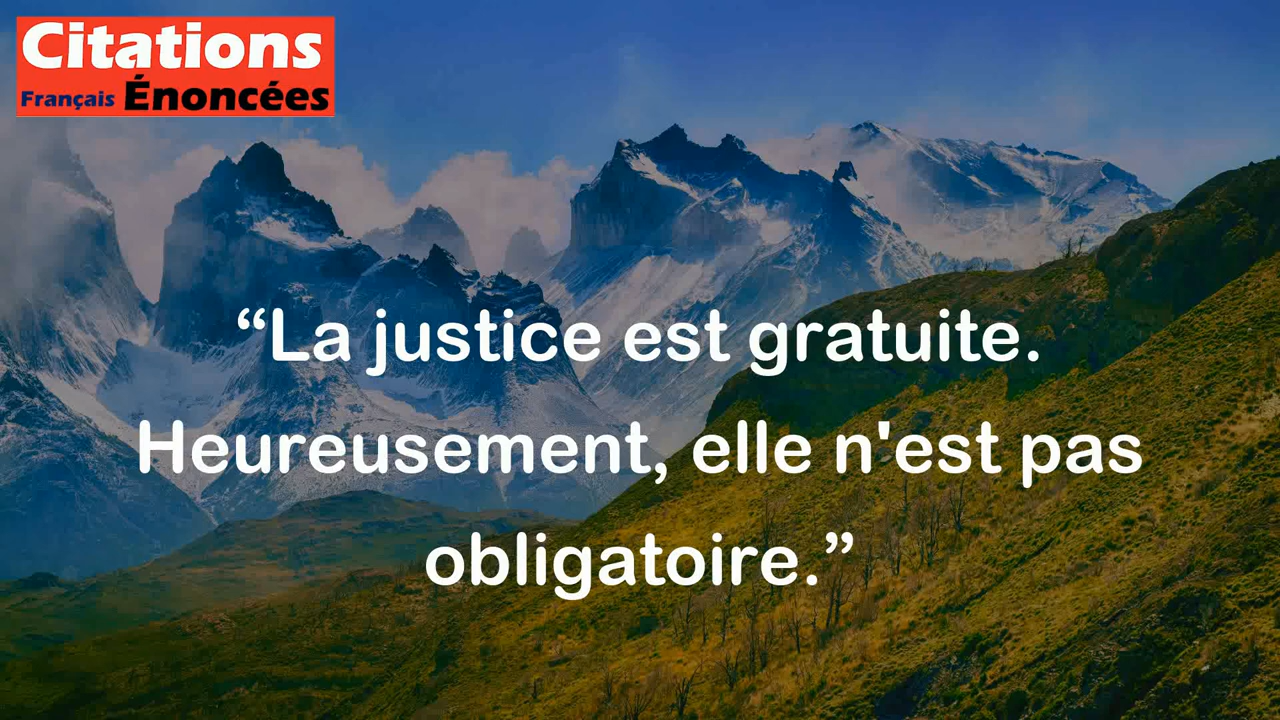 Citations
Français Énoncées
“La justice est gratuite.
Heureusement, elle n'est pas
obligatoire.”